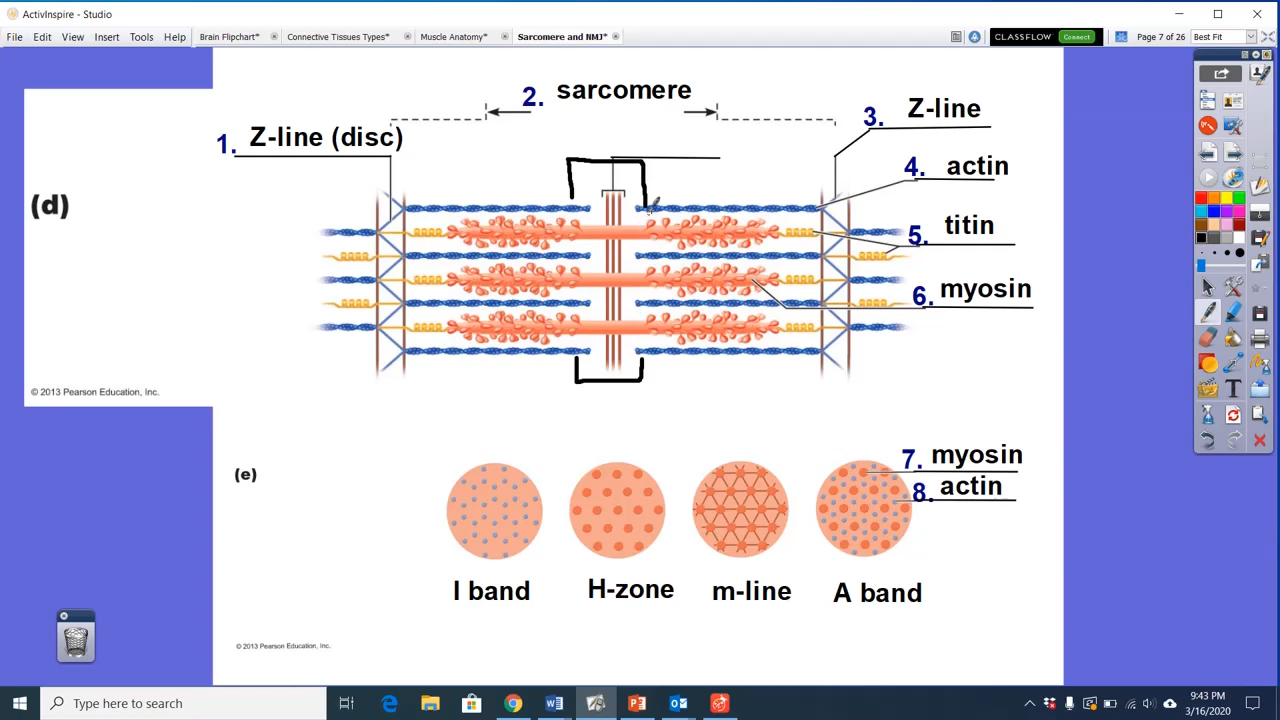 ActivInspire - Studio
File Edit View Insert Tools Help
Brain Flipchart* Connective Tissues Types* Muscle Anatomy* Sarcomere and NMJ*
CLASSFLOW Connect Page 7 of 26 Best Fit
2. sarcomere
3. Z-line
1. Z-line (disc)
4. actin
(d)
5. titin
6. myosin
© 2013 Pearson Education, Inc.
7. myosin
(e)
8. actin
I band H-zone m-line A band
© 2013 Pearson Education, Inc.
Type here to search
9:43 PM
3/16/2020